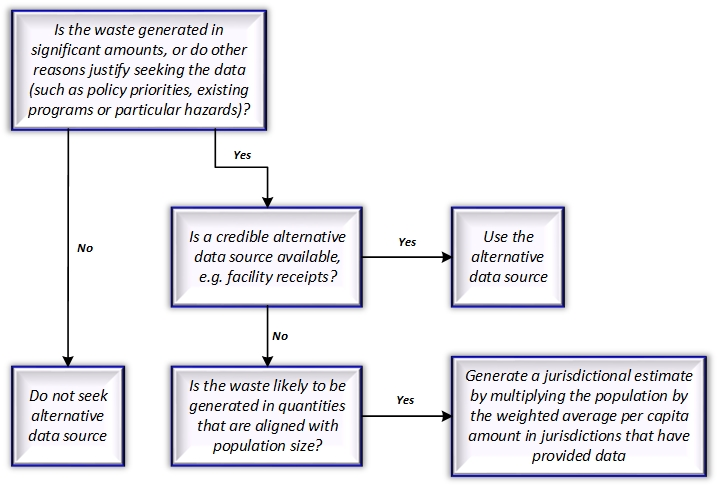 Is the waste generated in
significant amounts, or do other
reasons justify seeking the data
(such as policy priorities, existing
programs or particular hazards)?
Yes
No
Is a credible alternative
data source available,
e.g. facility receipts?
Yes
Use the
alternative
data source
No
Do not seek
alternative
data source
Is the waste likely to be
generated in quantities
that are aligned with
population size?
Yes
Generate a jurisdictional estimate
by multiplying the population by
the weighted average per capita
amount in jurisdictions that have
provided data